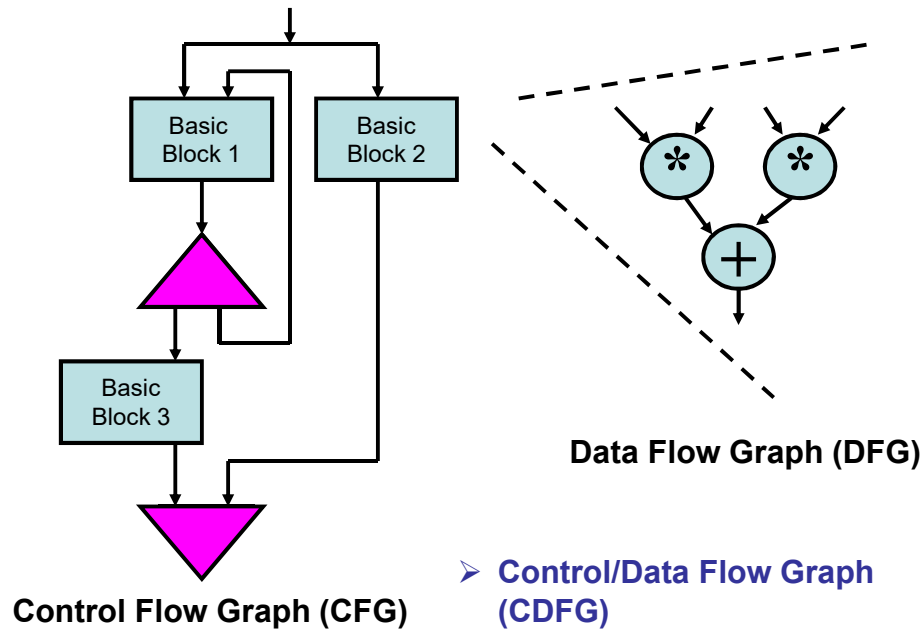 Basic
Block 1
Basic
Block 2
* *
+
Basic
Block 3
Data Flow Graph (DFG)
Control Flow Graph (CFG)
➢ Control/Data Flow Graph
(CDFG)